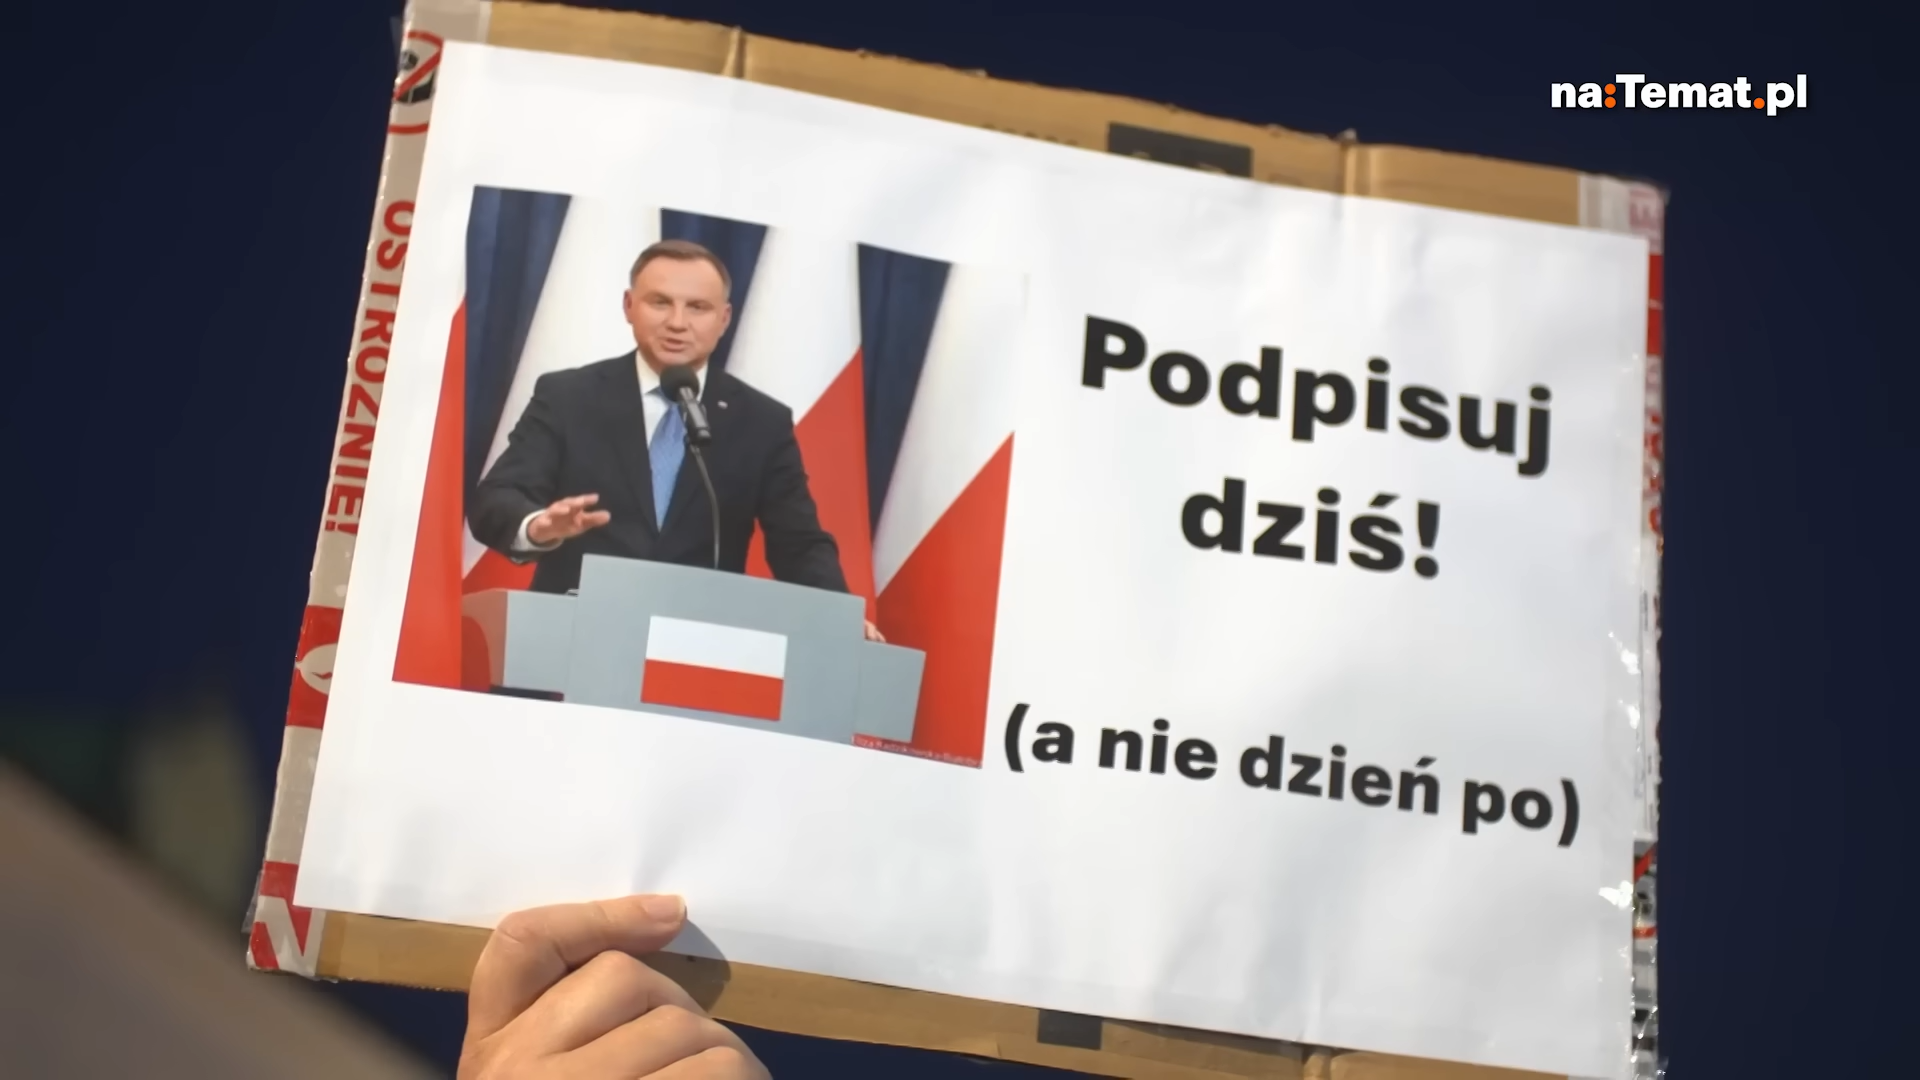 na:Temat.pl
OSTROŻNIE!
Podpisuj
dziś!
(a nie dzień po)